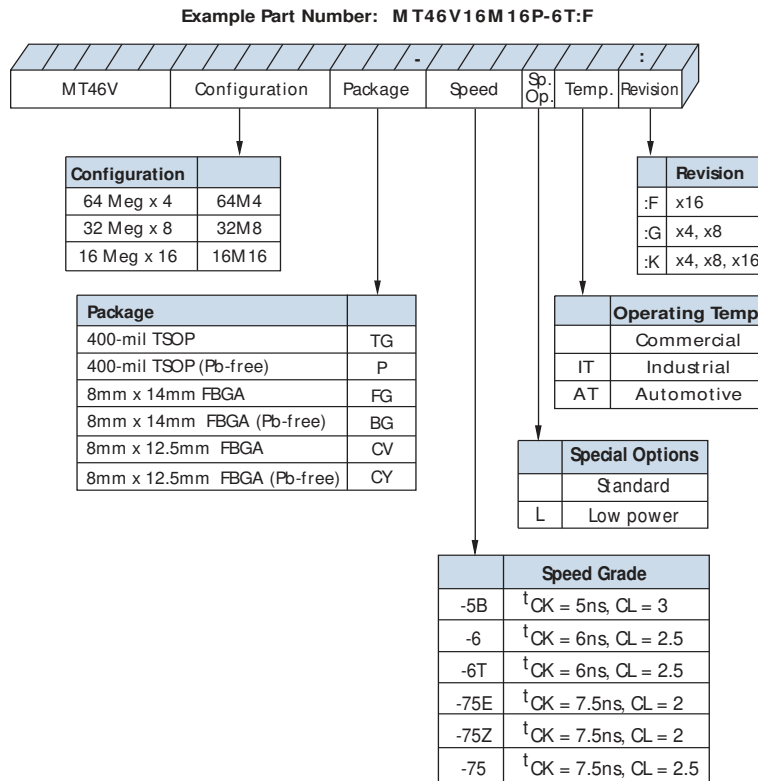 Example Part Number: MT46V16M16P-6T:F
- :
MT46V Configuration Package Speed Sp. Op. Temp. Revision
Configuration
64 Meg x 4 64M4
32 Meg x 8 32M8
16 Meg x 16 16M16
Package
400-mil TSOP TG
400-mil TSOP (Pb-free) P
8mm x 14mm FBGA FG
8mm x 14mm FBGA (Pb-free) BG
8mm x 12.5mm FBGA CV
8mm x 12.5mm FBGA (Pb-free) CY
Revision
:F x16
:G x4, x8
:K x4, x8, x16
Operating Temp
Commercial
IT Industrial
AT Automotive
Special Options
Standard
L Low power
Speed Grade
-5B tCK = 5ns, CL = 3
-6 tCK = 6ns, CL = 2.5
-6T tCK = 6ns, CL = 2.5
-75E tCK = 7.5ns, CL = 2
-75Z tCK = 7.5ns, CL = 2
-75 tCK = 7.5ns, CL = 2.5